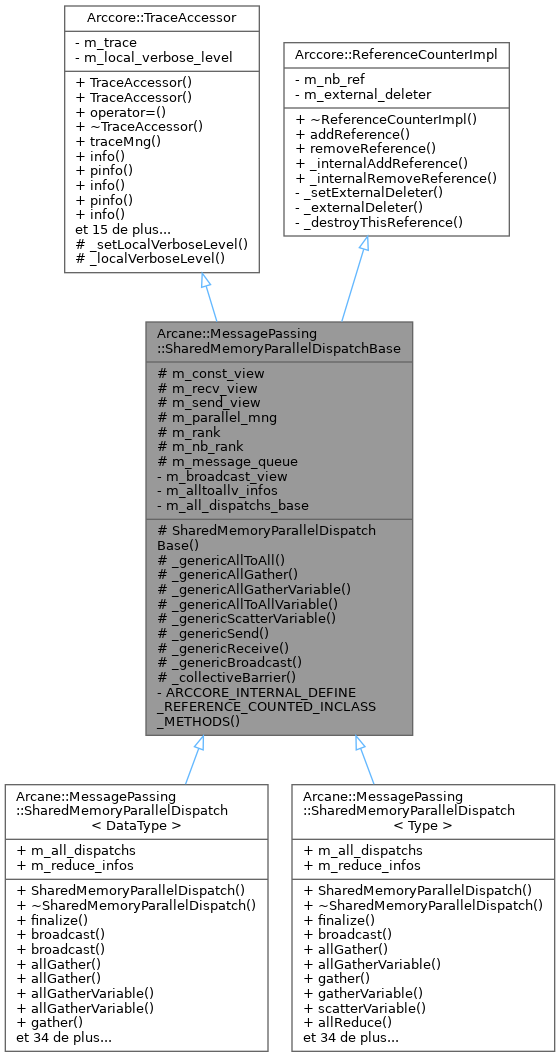 Arccore::TraceAccessor
- m_trace
- m_local_verbose_level
+ TraceAccessor()
+ TraceAccessor()
+ operator=()
+ ~TraceAccessor()
+ traceMng()
+ info()
+ pinfo()
+ info()
+ pinfo()
+ info()
et 15 de plus...
# _setLocalVerboseLevel()
# _localVerboseLevel()
Arccore::ReferenceCounterImpl
- m_nb_ref
- m_external_deleter
+ ~ReferenceCounterImpl()
+ addReference()
+ removeReference()
+ _internalAddReference()
+ _internalRemoveReference()
- _setExternalDeleter()
- _externalDeleter()
- _destroyThisReference()
Arcane::MessagePassing
::SharedMemoryParallelDispatchBase
# m_const_view
# m_recv_view
# m_send_view
# m_parallel_mng
# m_rank
# m_nb_rank
# m_message_queue
- m_broadcast_view
- m_alltoallv_infos
- m_all_dispatchs_base
# SharedMemoryParallelDispatch
Base()
# _genericAllToAll()
# _genericAllGather()
# _genericAllGatherVariable()
# _genericAllToAllVariable()
# _genericScatterVariable()
# _genericSend()
# _genericReceive()
# _genericBroadcast()
# _collectiveBarrier()
- ARCCORE_INTERNAL_DEFINE
_REFERENCE_COUNTED_INCLASS
_METHODS()
Arcane::MessagePassing
::SharedMemoryParallelDispatch
< DataType >
+ m_all_dispatchs
+ m_reduce_infos
+ SharedMemoryParallelDispatch()
+ ~SharedMemoryParallelDispatch()
+ finalize()
+ broadcast()
+ broadcast()
+ allGather()
+ allGather()
+ allGatherVariable()
+ allGatherVariable()
+ gather()
et 34 de plus...
Arcane::MessagePassing
::SharedMemoryParallelDispatch
< Type >
+ m_all_dispatchs
+ m_reduce_infos
+ SharedMemoryParallelDispatch()
+ ~SharedMemoryParallelDispatch()
+ finalize()
+ broadcast()
+ allGather()
+ allGatherVariable()
+ gather()
+ gatherVariable()
+ scatterVariable()
+ allReduce()
et 34 de plus...